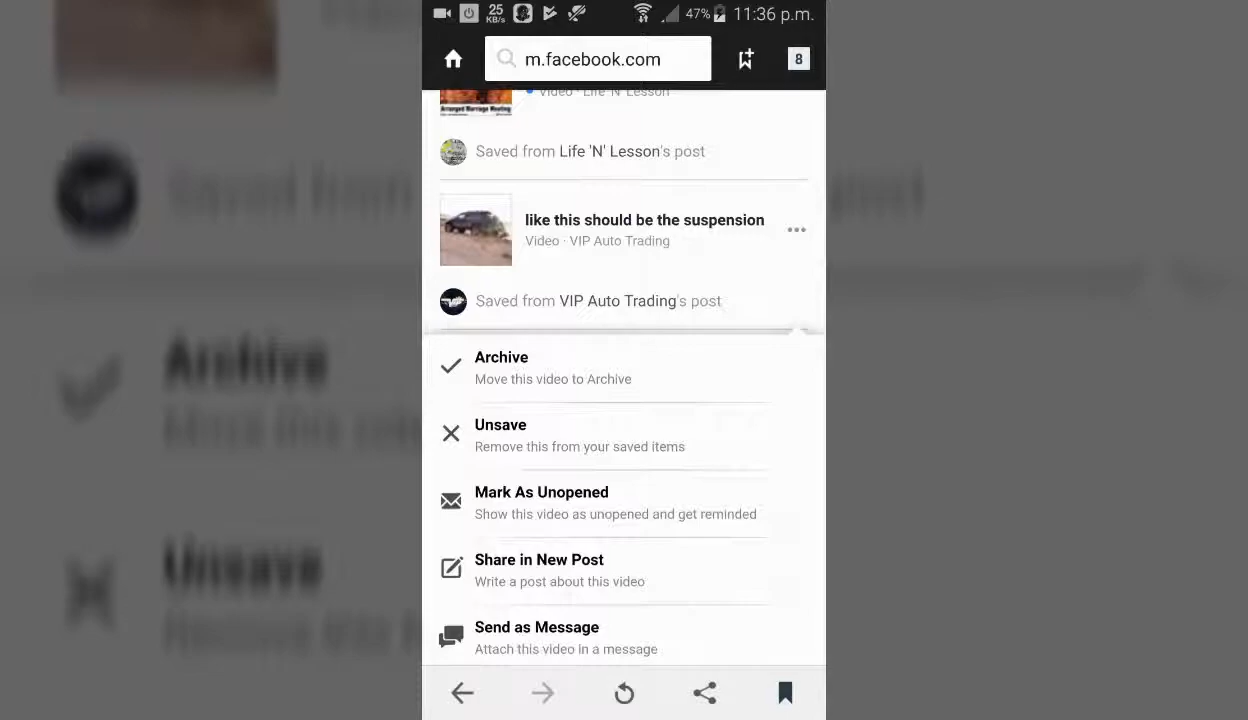 25
KB/s
47%
11:36 p.m.
m.facebook.com
8
Video · Life 'N' Lesson
Arranged Marriage Meeting
Saved from Life 'N' Lesson's post
like this should be the suspension
Video · VIP Auto Trading
Saved from VIP Auto Trading's post
Archive
Move this video to Archive
Unsave
Remove this from your saved items
Mark As Unopened
Show this video as unopened and get reminded
Share in New Post
Write a post about this video
Send as Message
Attach this video in a message